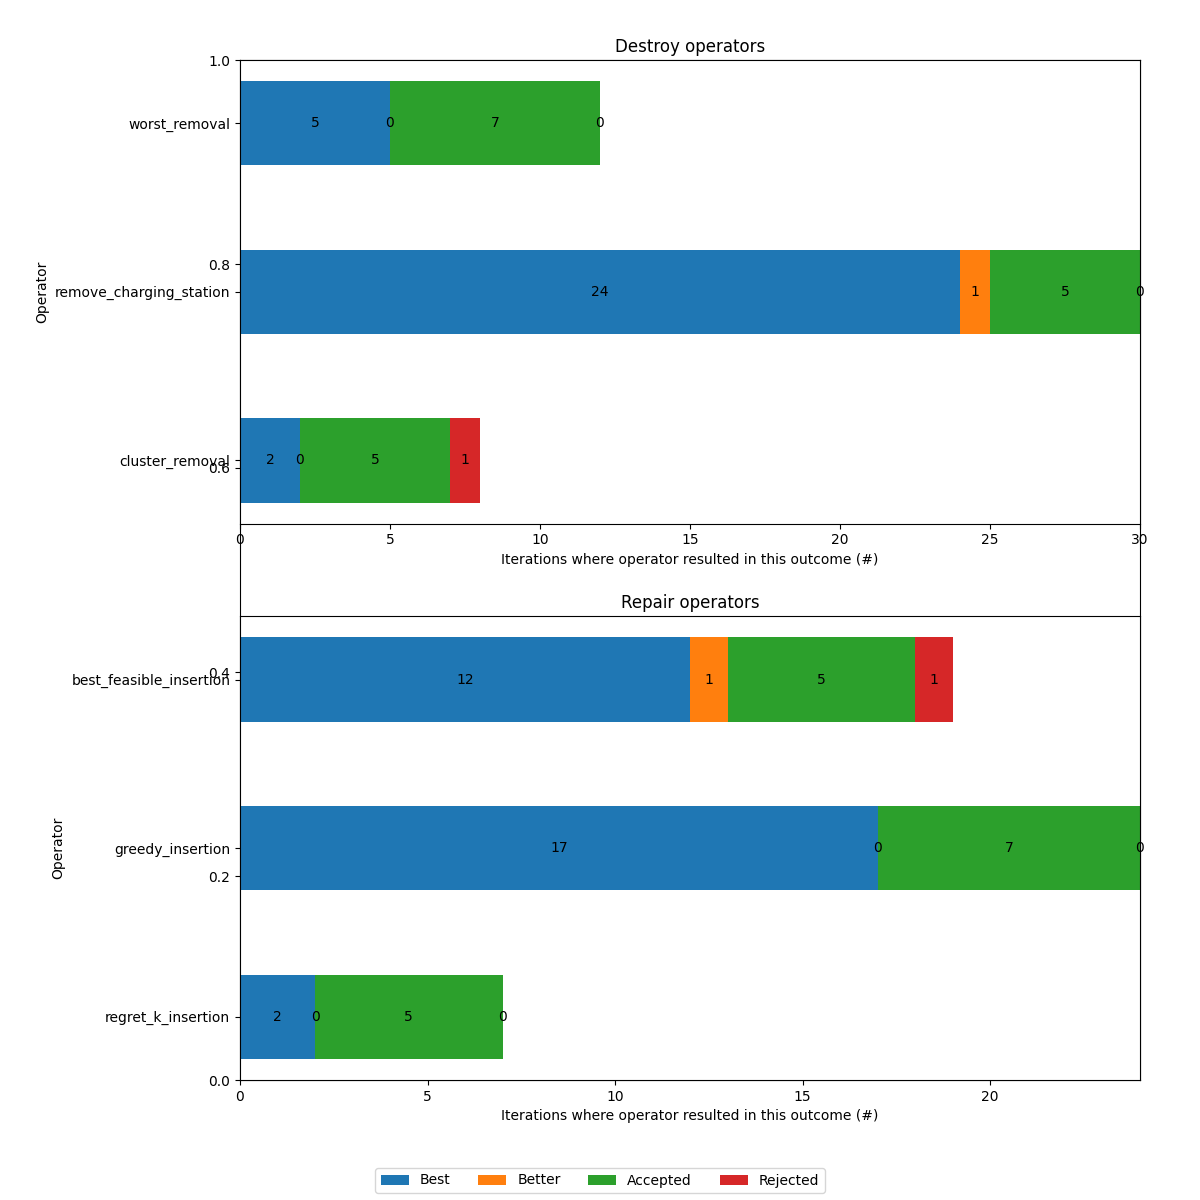 Destroy operators
1.0
worst_removal
5 0 7 0
0.8
Operator
remove_charging_station
24 1 5 0
cluster_removal
2 0 5 1
0.6
0 5 10 15 20 25 30
Iterations where operator resulted in this outcome (#)
Repair operators
0.4
best_feasible_insertion
12 1 5 1
Operator
greedy_insertion
17 0 7 0
0.2
regret_k_insertion
2 0 5 0
0.0
0 5 10 15 20
Iterations where operator resulted in this outcome (#)
Best Better Accepted Rejected